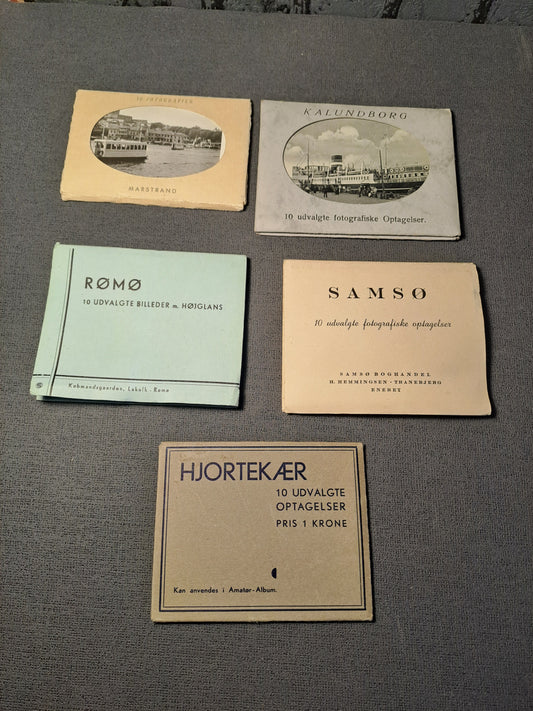 10 FOTOGRAFIER
MARSTRAND
KALUNDBORG
10 udvalgte fotografiske Optagelser.
RØMØ
10 UDVALGTE BILLEDER m. HØJGLANS
Købmandsgaarden, Lakolk - Rømø
SAMSØ
10 udvalgte fotografiske optagelser
SAMSØ BOGHANDEL
H. HEMMINGSEN · TRANEBJERG
ENERET
HJORTEKÆR
10 UDVALGTE
OPTAGELSER
PRIS 1 KRONE
Kan anvendes i Amatør-Album.